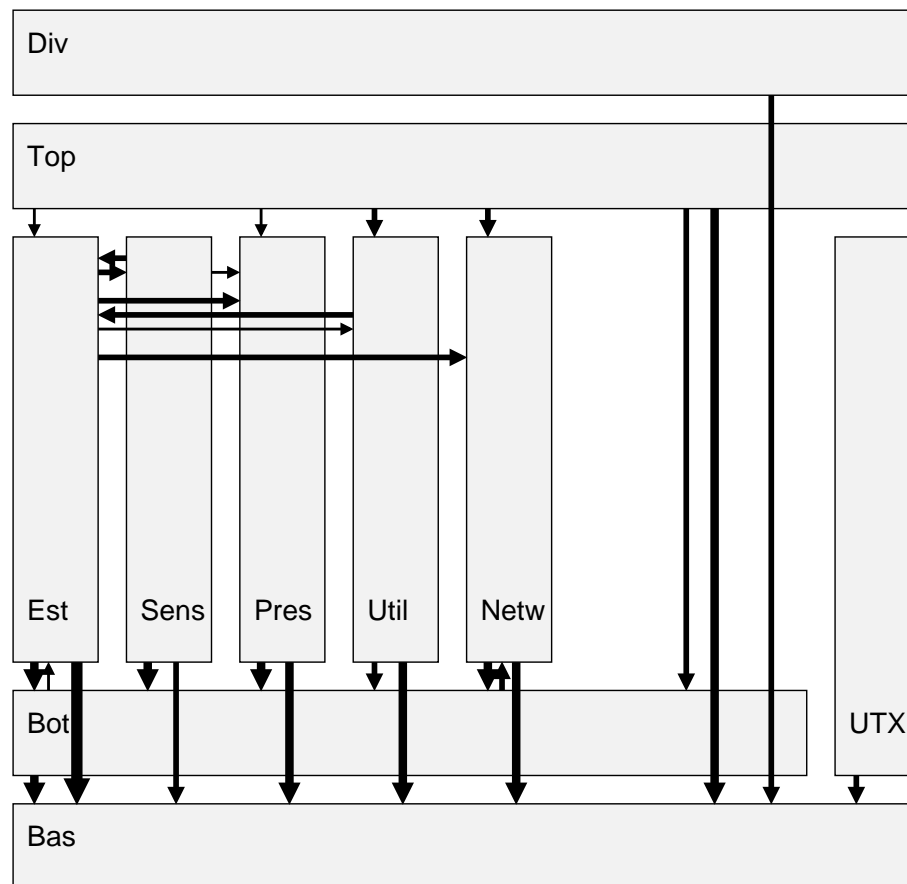 Div
Top
Est
Sens
Pres
Util
Netw
Bot
UTX
Bas